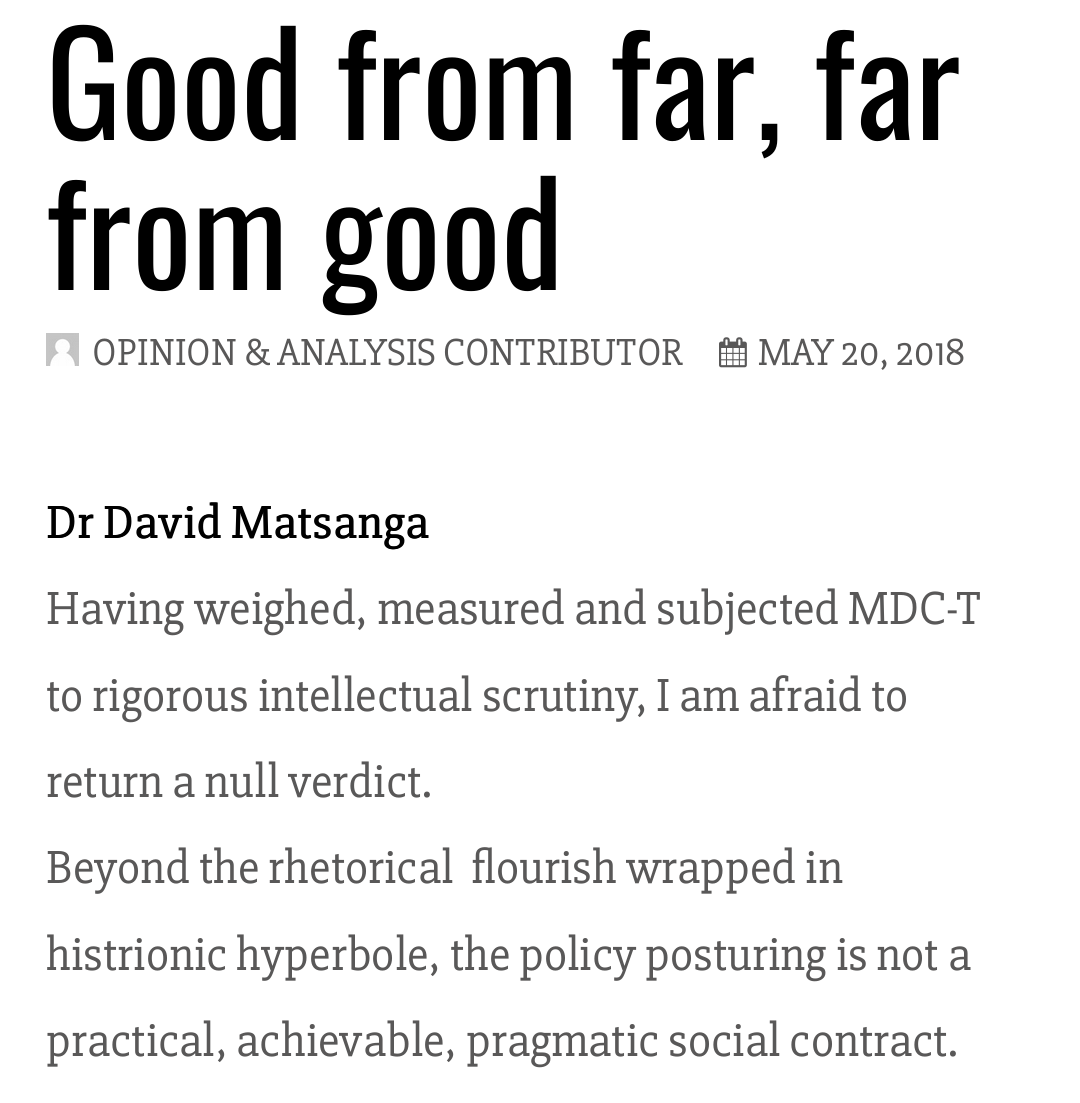 Good from far, far
from good
OPINION & ANALYSIS CONTRIBUTOR MAY 20, 2018
Dr David Matsanga
Having weighed, measured and subjected MDC-T
to rigorous intellectual scrutiny, I am afraid to
return a null verdict.
Beyond the rhetorical  flourish wrapped in
histrionic hyperbole, the policy posturing is not a
practical, achievable, pragmatic social contract.